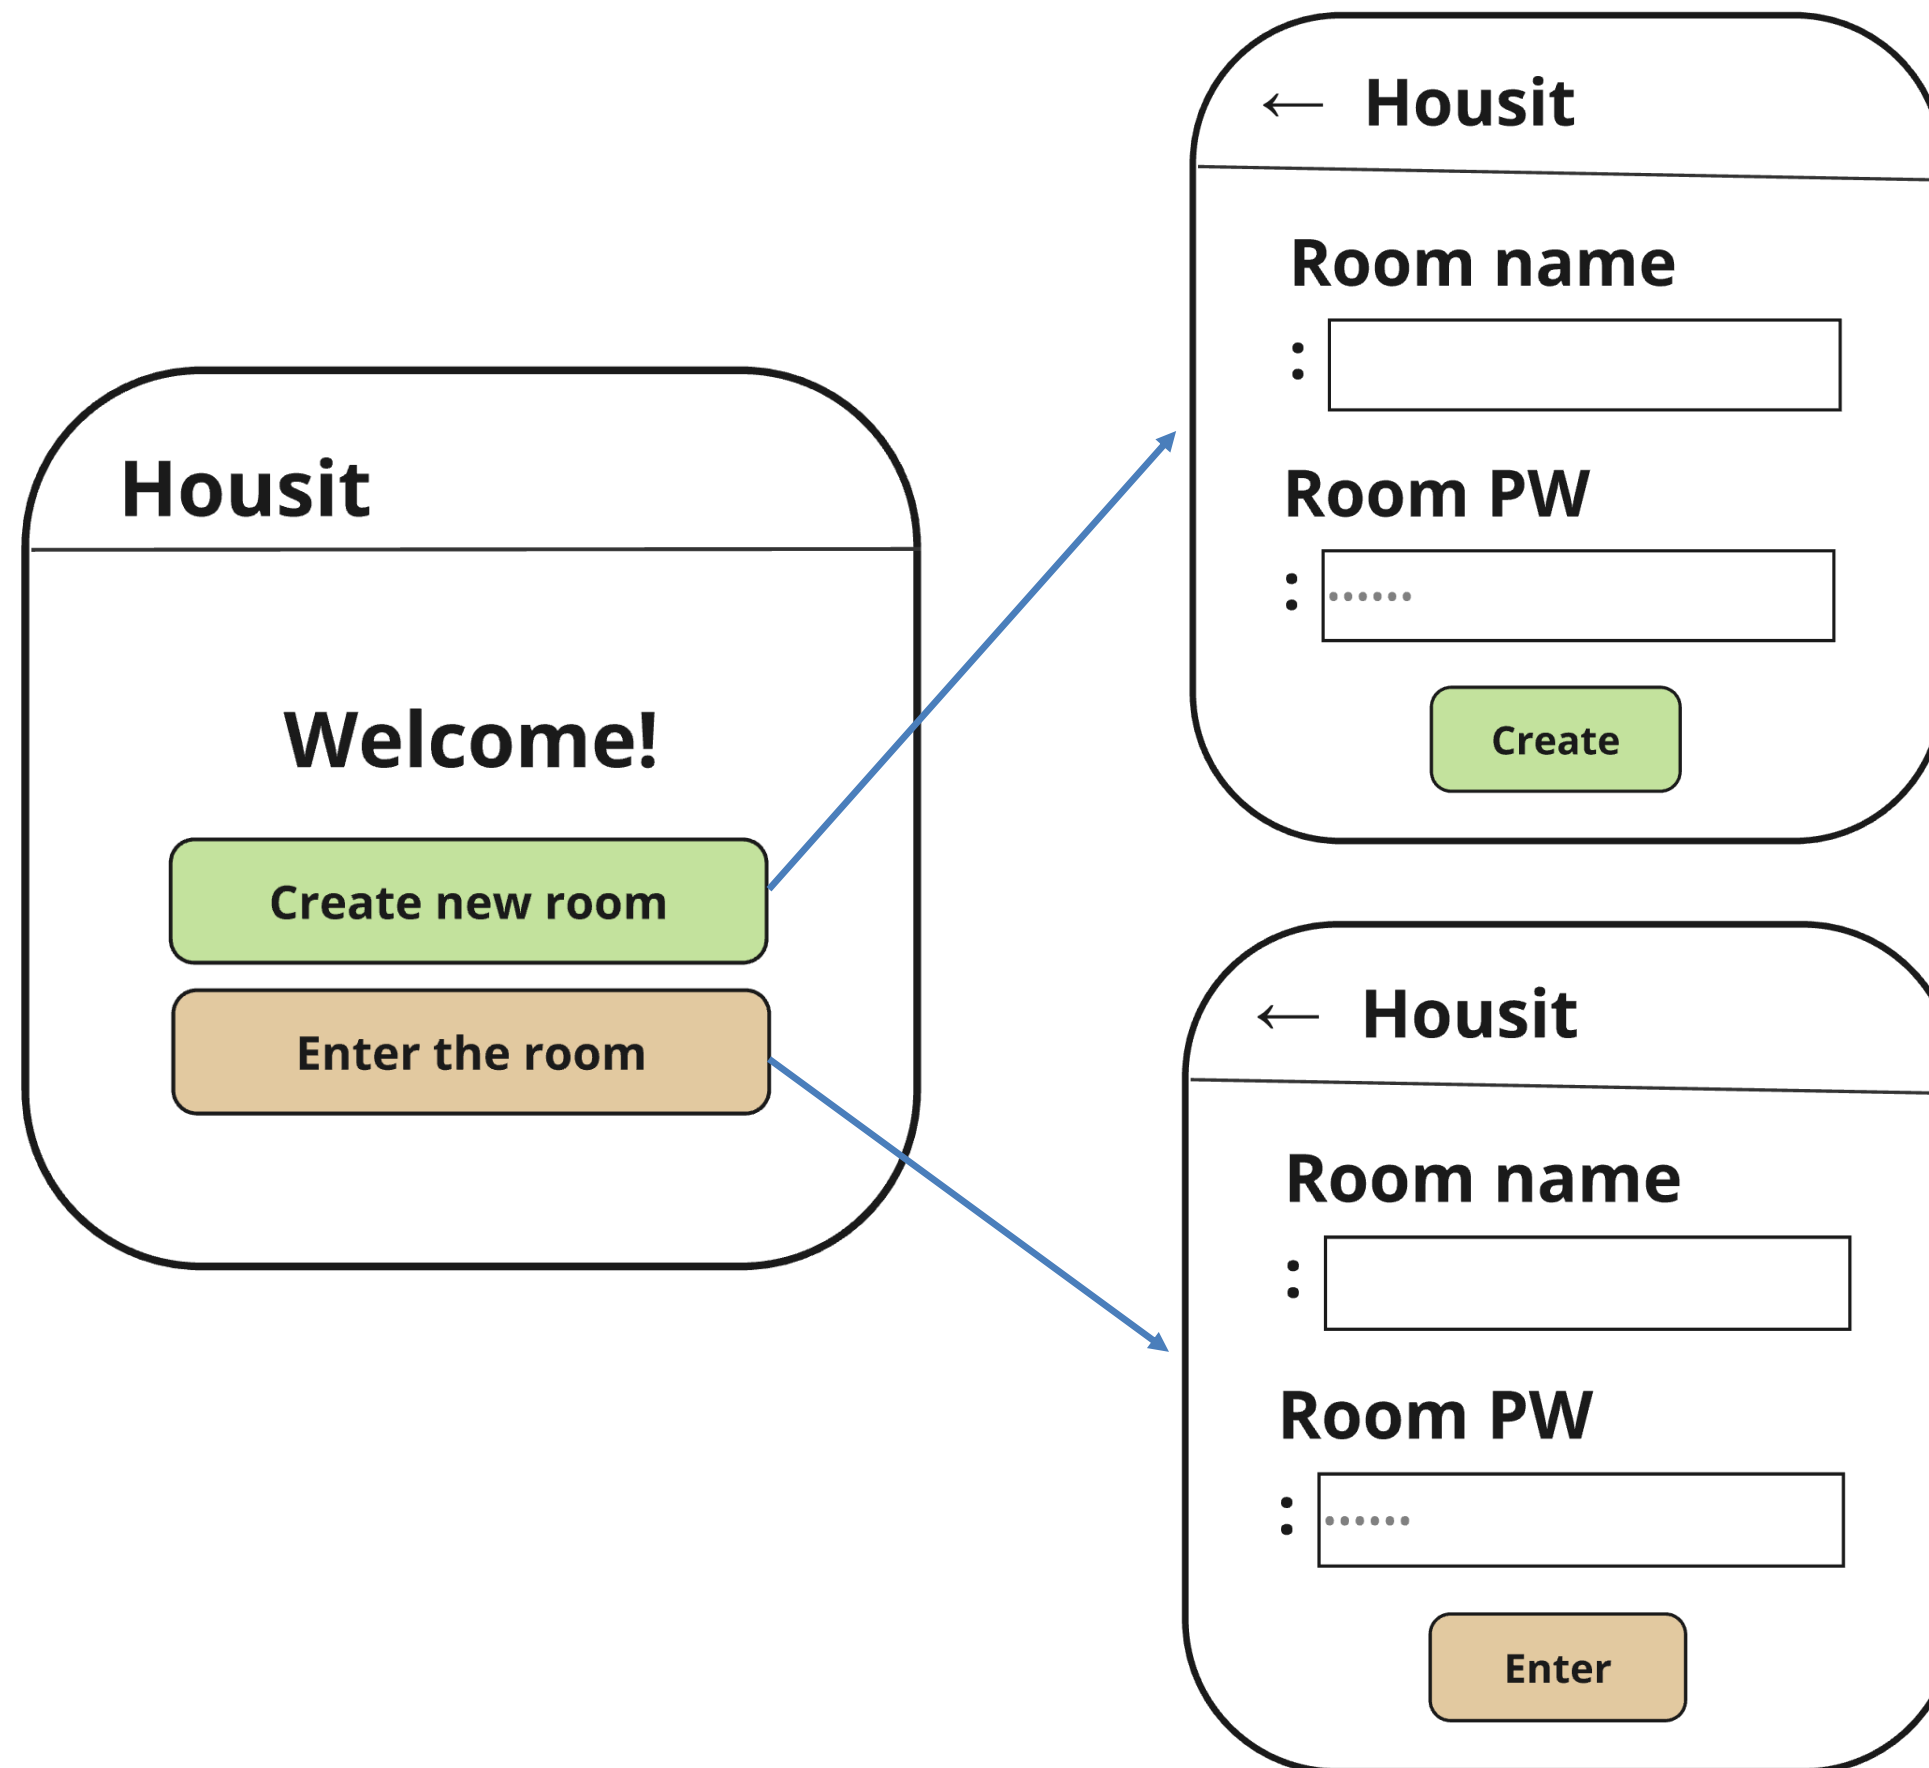 Housit
Welcome!
Create new room
Enter the room
← Housit
Room name
:
Room PW
: ••••••
Create
← Housit
Room name
:
Room PW
: ••••••
Enter